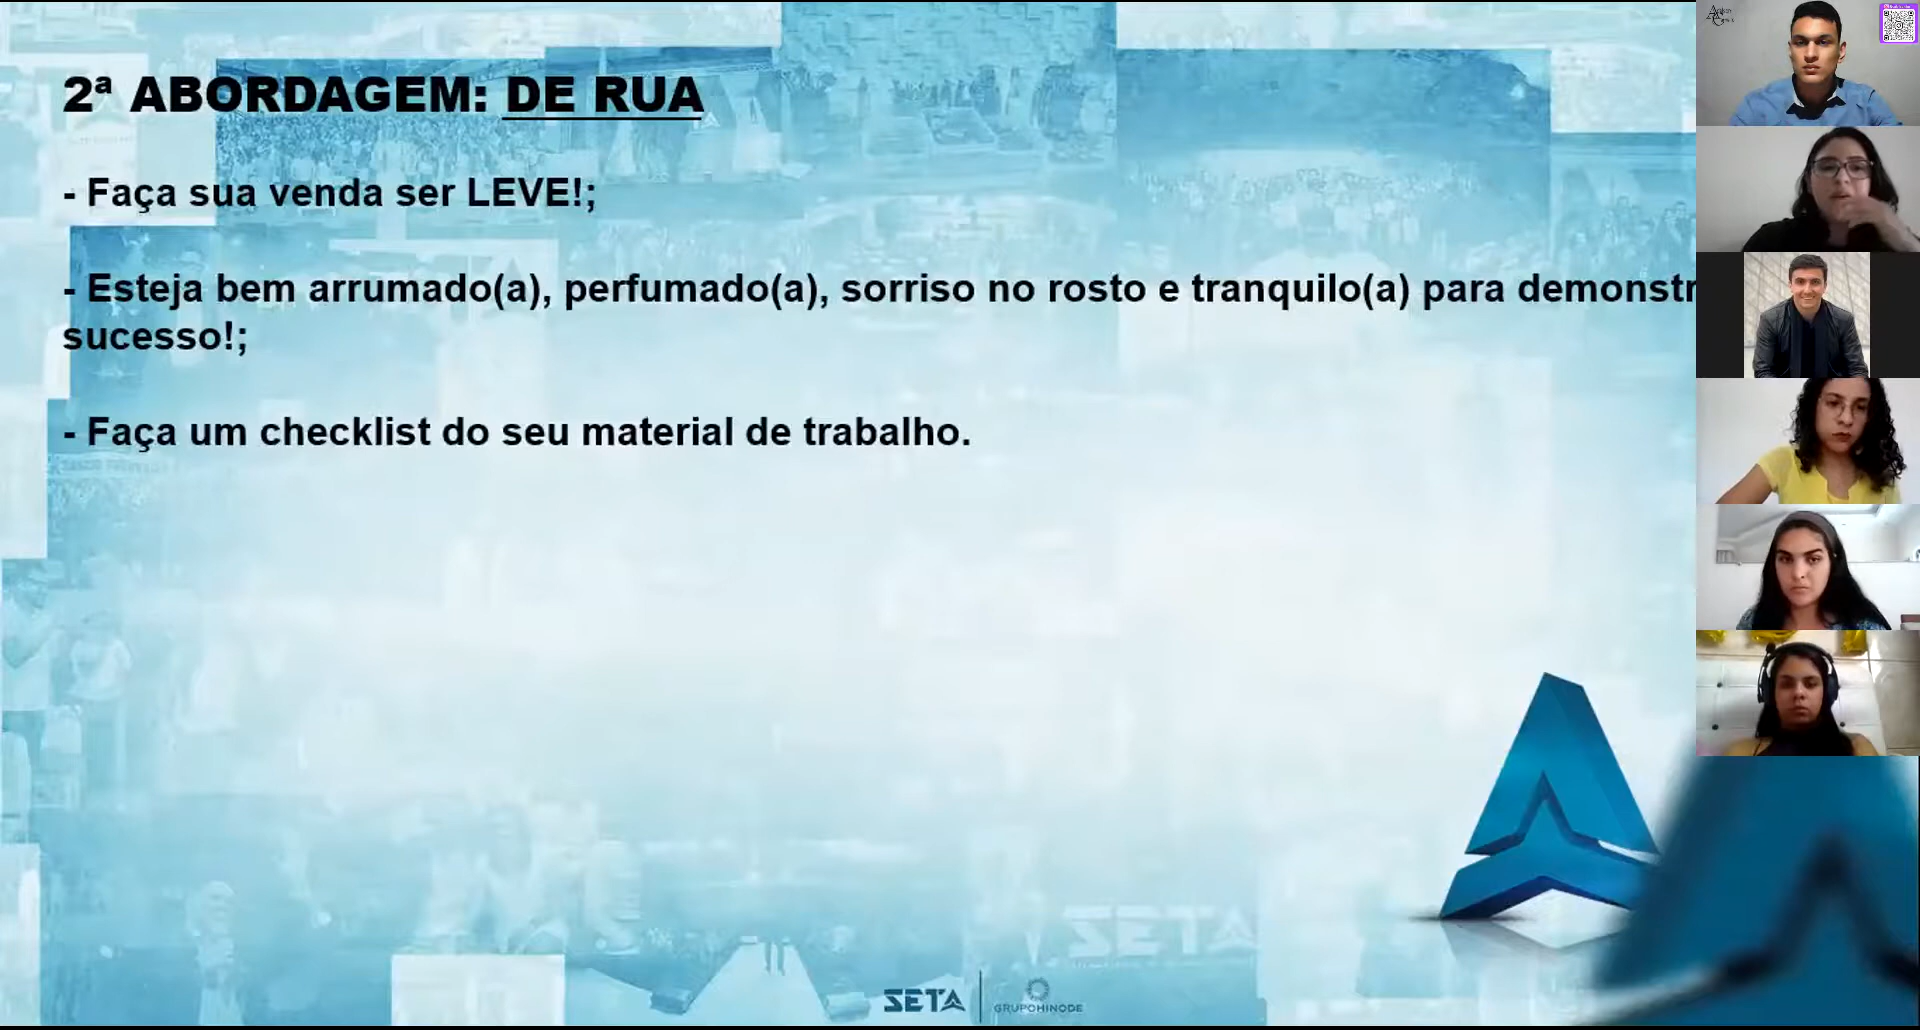 2ª ABORDAGEM: DE RUA
- Faça sua venda ser LEVE!;
- Esteja bem arrumado(a), perfumado(a), sorriso no rosto e tranquilo(a) para demonstr
sucesso!;
- Faça um checklist do seu material de trabalho.
SETA
SETA
GRUPOHINODE